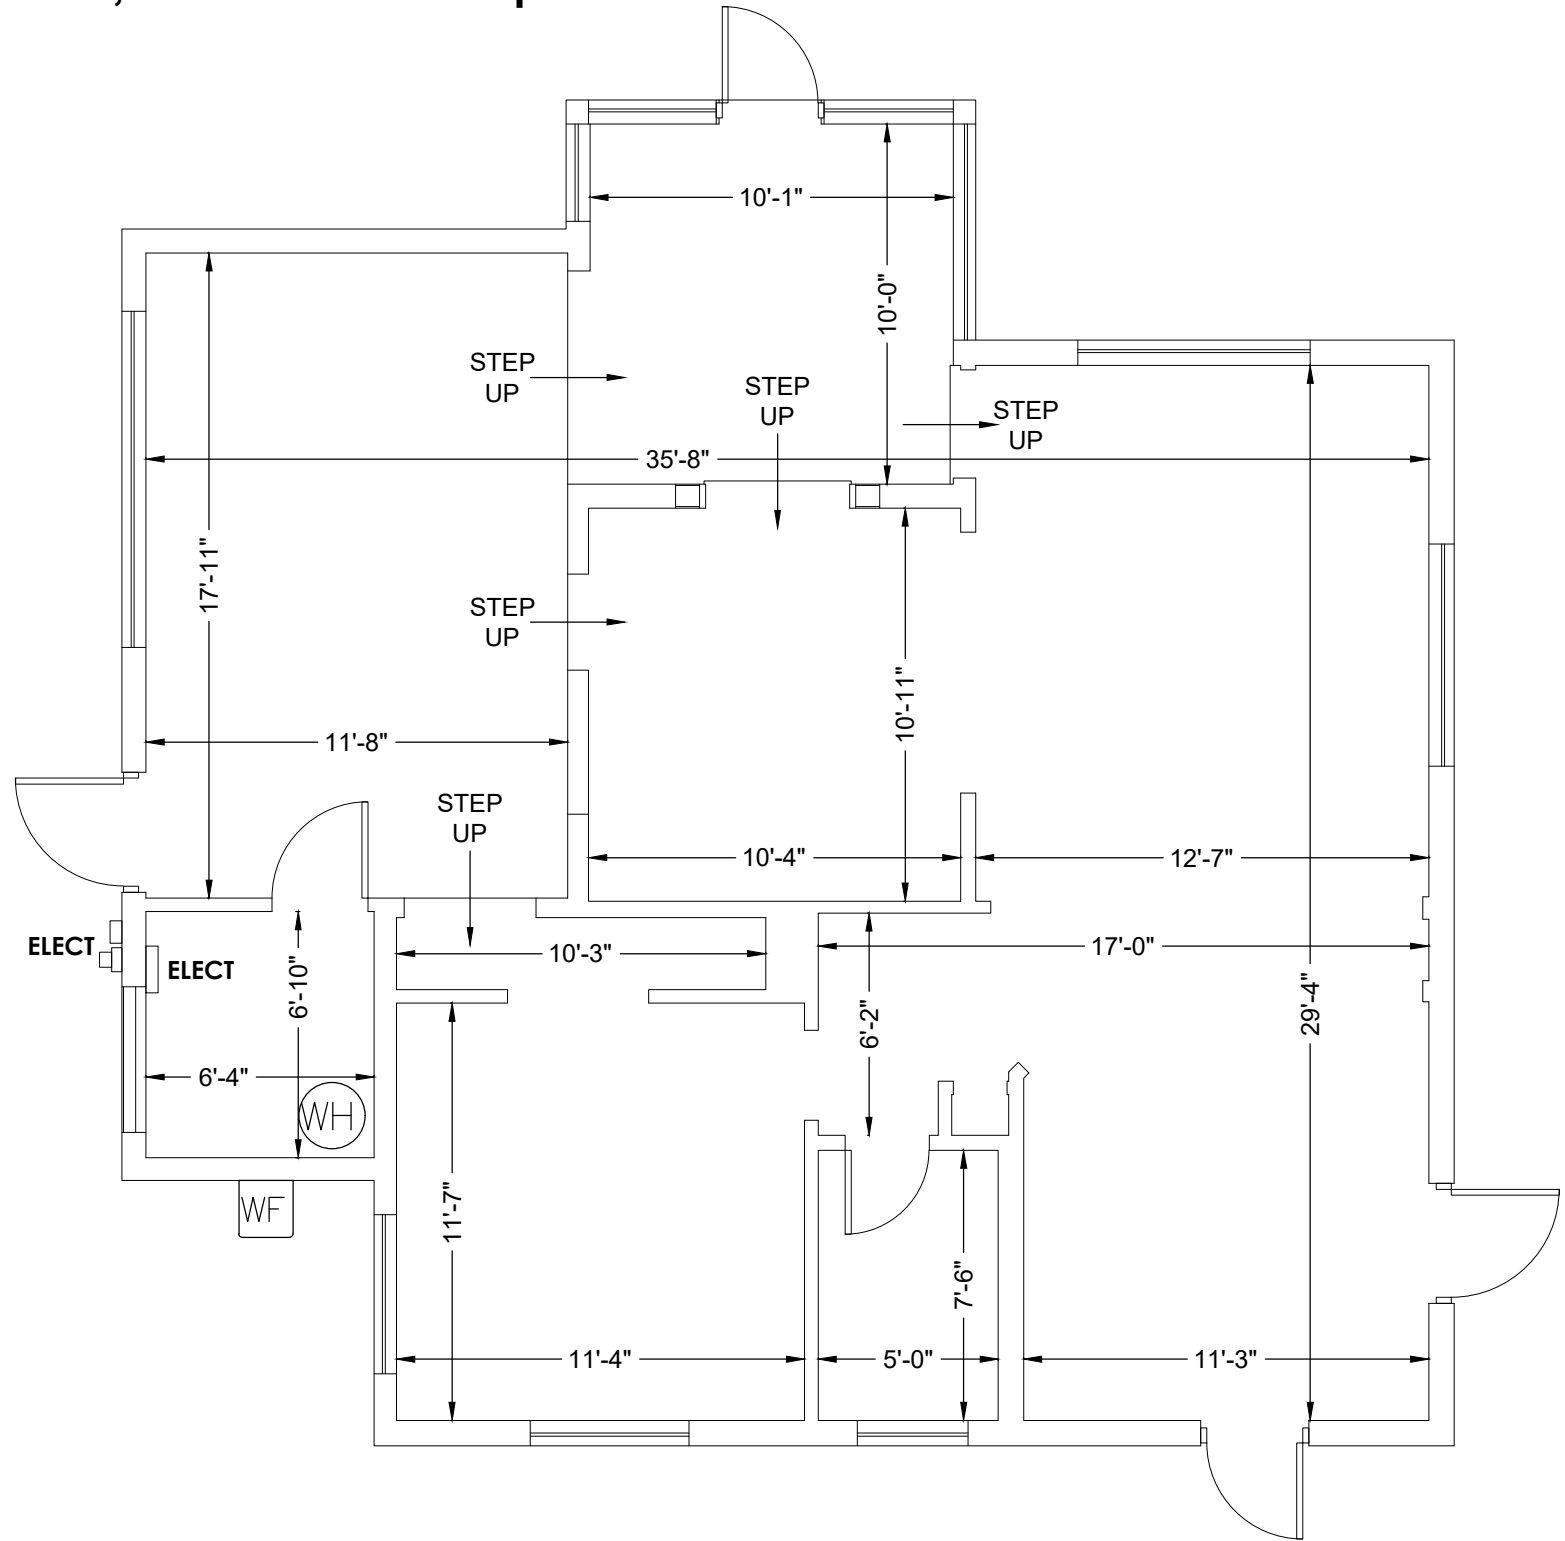 10'-1"
10'-0"
STEP
UP
STEP
UP
STEP
UP
35'-8"
17'-11"
STEP
UP
10'-11"
11'-8"
STEP
UP
10'-4"
12'-7"
ELECT
ELECT
10'-3"
17'-0"
6'-10"
6'-2"
29'-4"
6'-4"
WH
WF
11'-7"
7'-6"
11'-4"
5'-0"
11'-3"